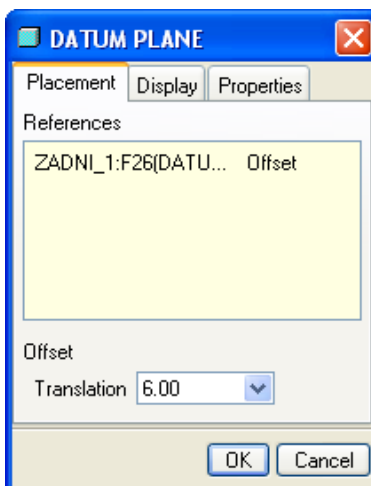 DATUM PLANE
Placement Display Properties
References
ZADNI_1:F26(DATU... Offset
Offset
Translation 6.00
OK Cancel